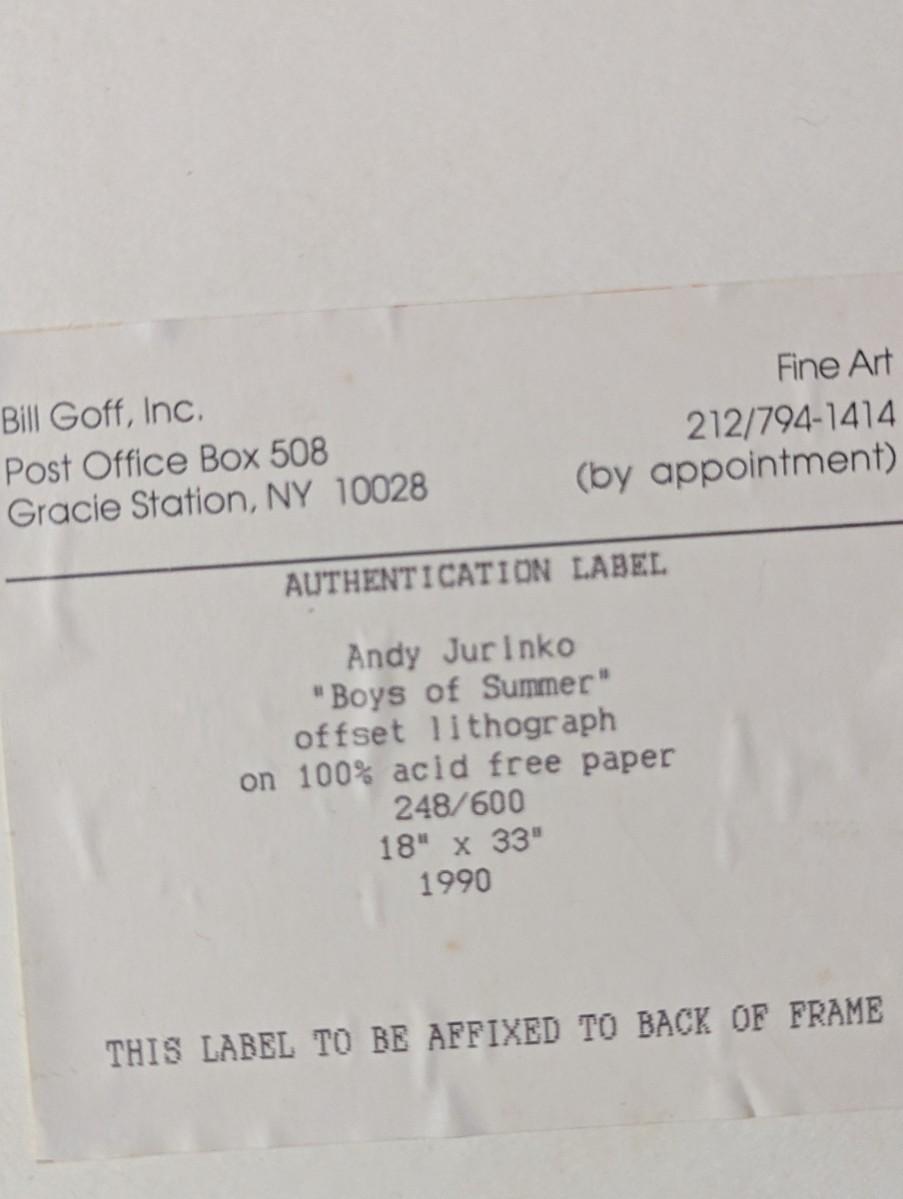 Bill Goff, Inc.
Post Office Box 508
Gracie Station, NY 10028
Fine Art
212/794-1414
(by appointment)
AUTHENTICATION LABEL
Andy Jurinko
"Boys of Summer"
offset lithograph
on 100% acid free paper
248/600
18" x 33"
1990
THIS LABEL TO BE AFFIXED TO BACK OF FRAME